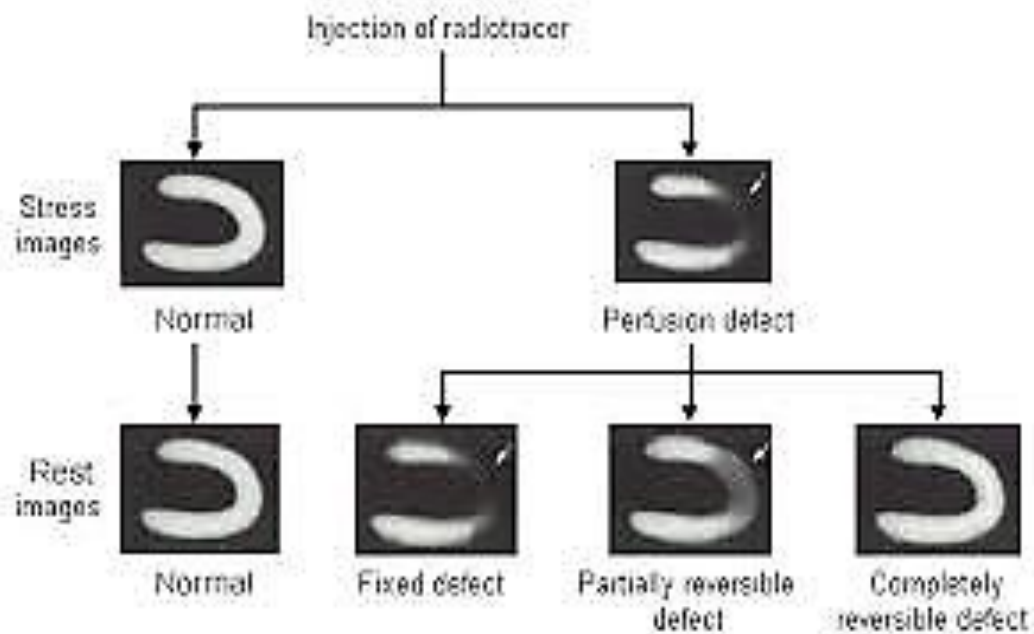 Injection of radiotracer
Stress
images
Normal
Perfusion defect
Rest
images
Normal
Fixed defect
Partially reversible
defect
Completely
reversible defect